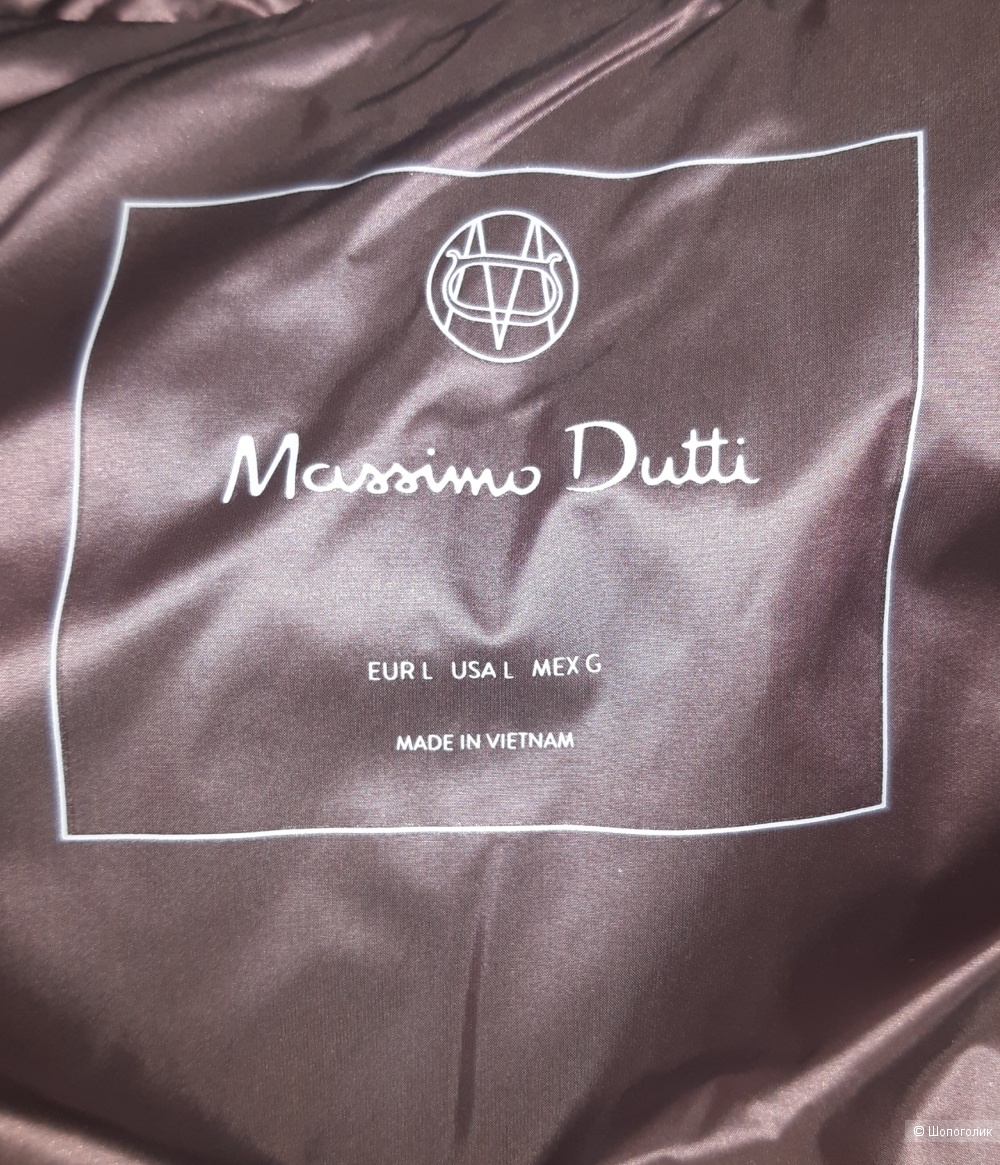 Massimo Dutti
EUR L USA L MEX G
MADE IN VIETNAM
© Шопоголик